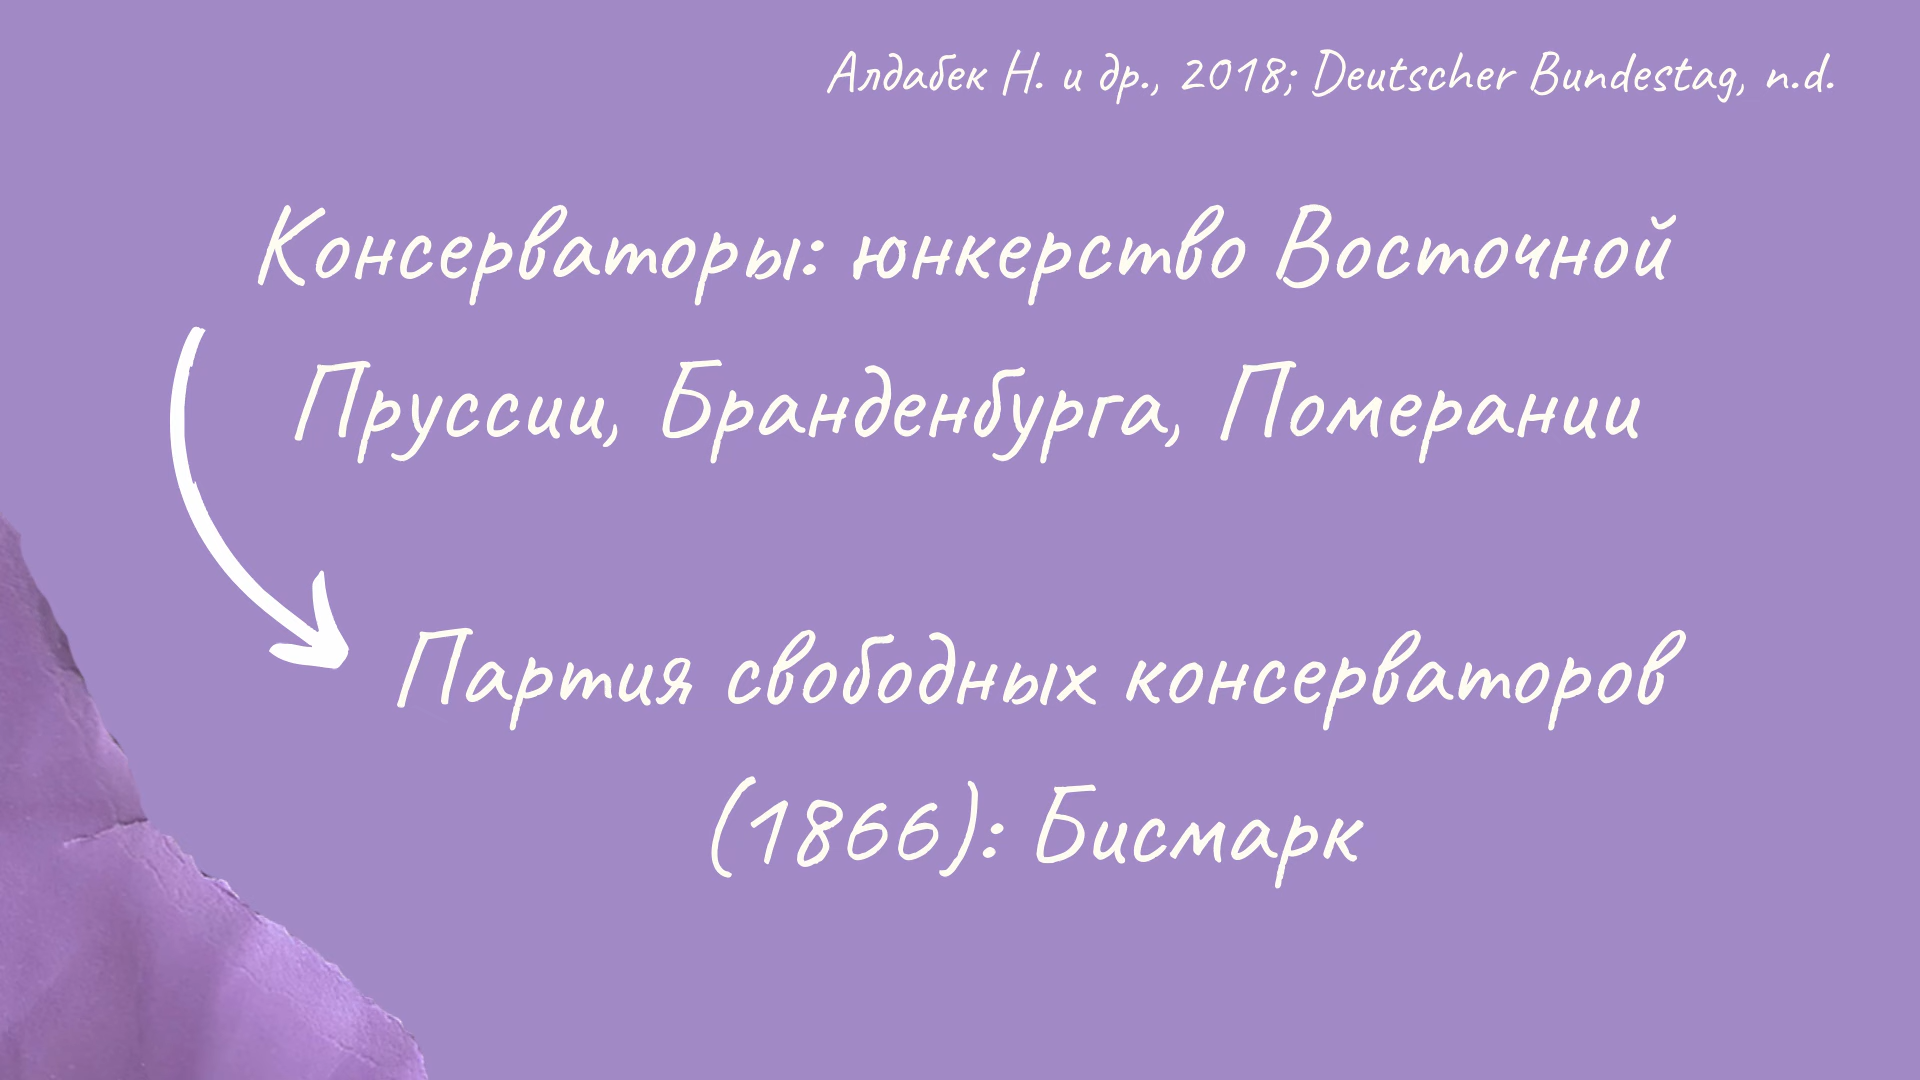 Алдабек Н. и др., 2018; Deutscher Bundestag, n.d.
Консерваторы: юнкерство Восточной
Пруссии, Бранденбурга, Померании
Партия свободных консерваторов
(1866): Бисмарк